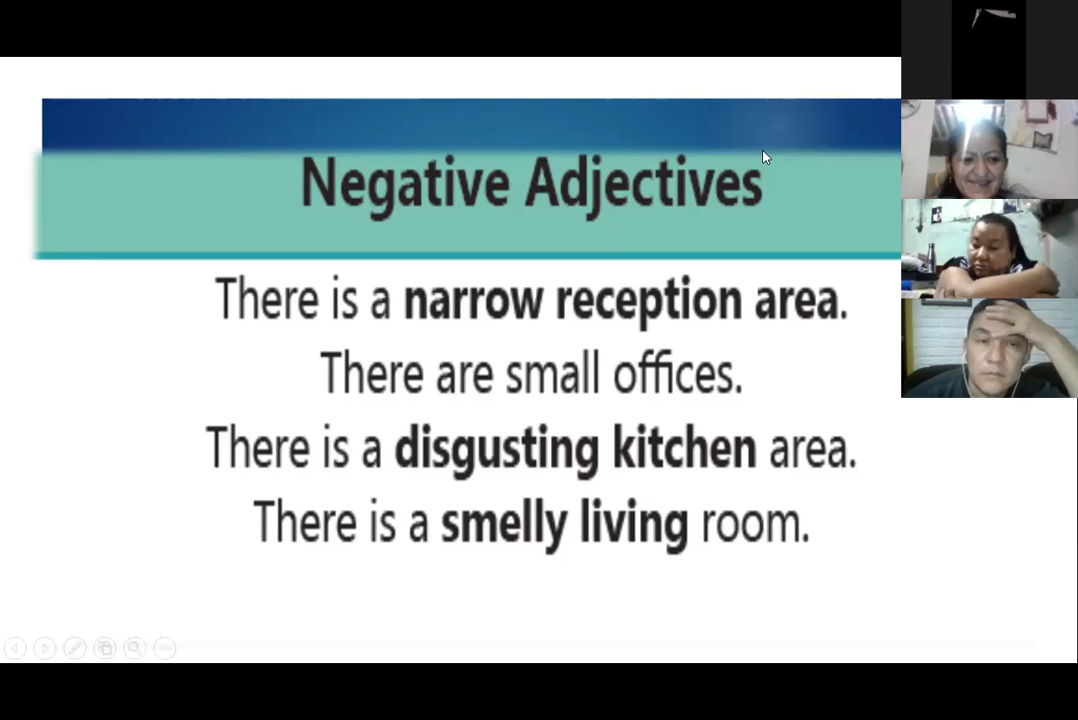 Negative Adjectives
There is a narrow reception area.
There are small offices.
There is a disgusting kitchen area.
There is a smelly living room.